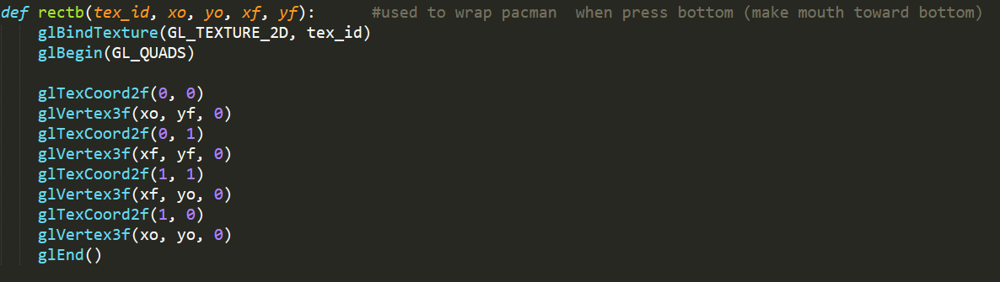 def rectb(tex_id, xo, yo, xf, yf):      #used to wrap pacman  when press bottom (make mouth toward bottom)
    glBindTexture(GL_TEXTURE_2D, tex_id)
    glBegin(GL_QUADS)

    glTexCoord2f(0, 0)
    glVertex3f(xo, yf, 0)
    glTexCoord2f(0, 1)
    glVertex3f(xf, yf, 0)
    glTexCoord2f(1, 1)
    glVertex3f(xf, yo, 0)
    glTexCoord2f(1, 0)
    glVertex3f(xo, yo, 0)
    glEnd()